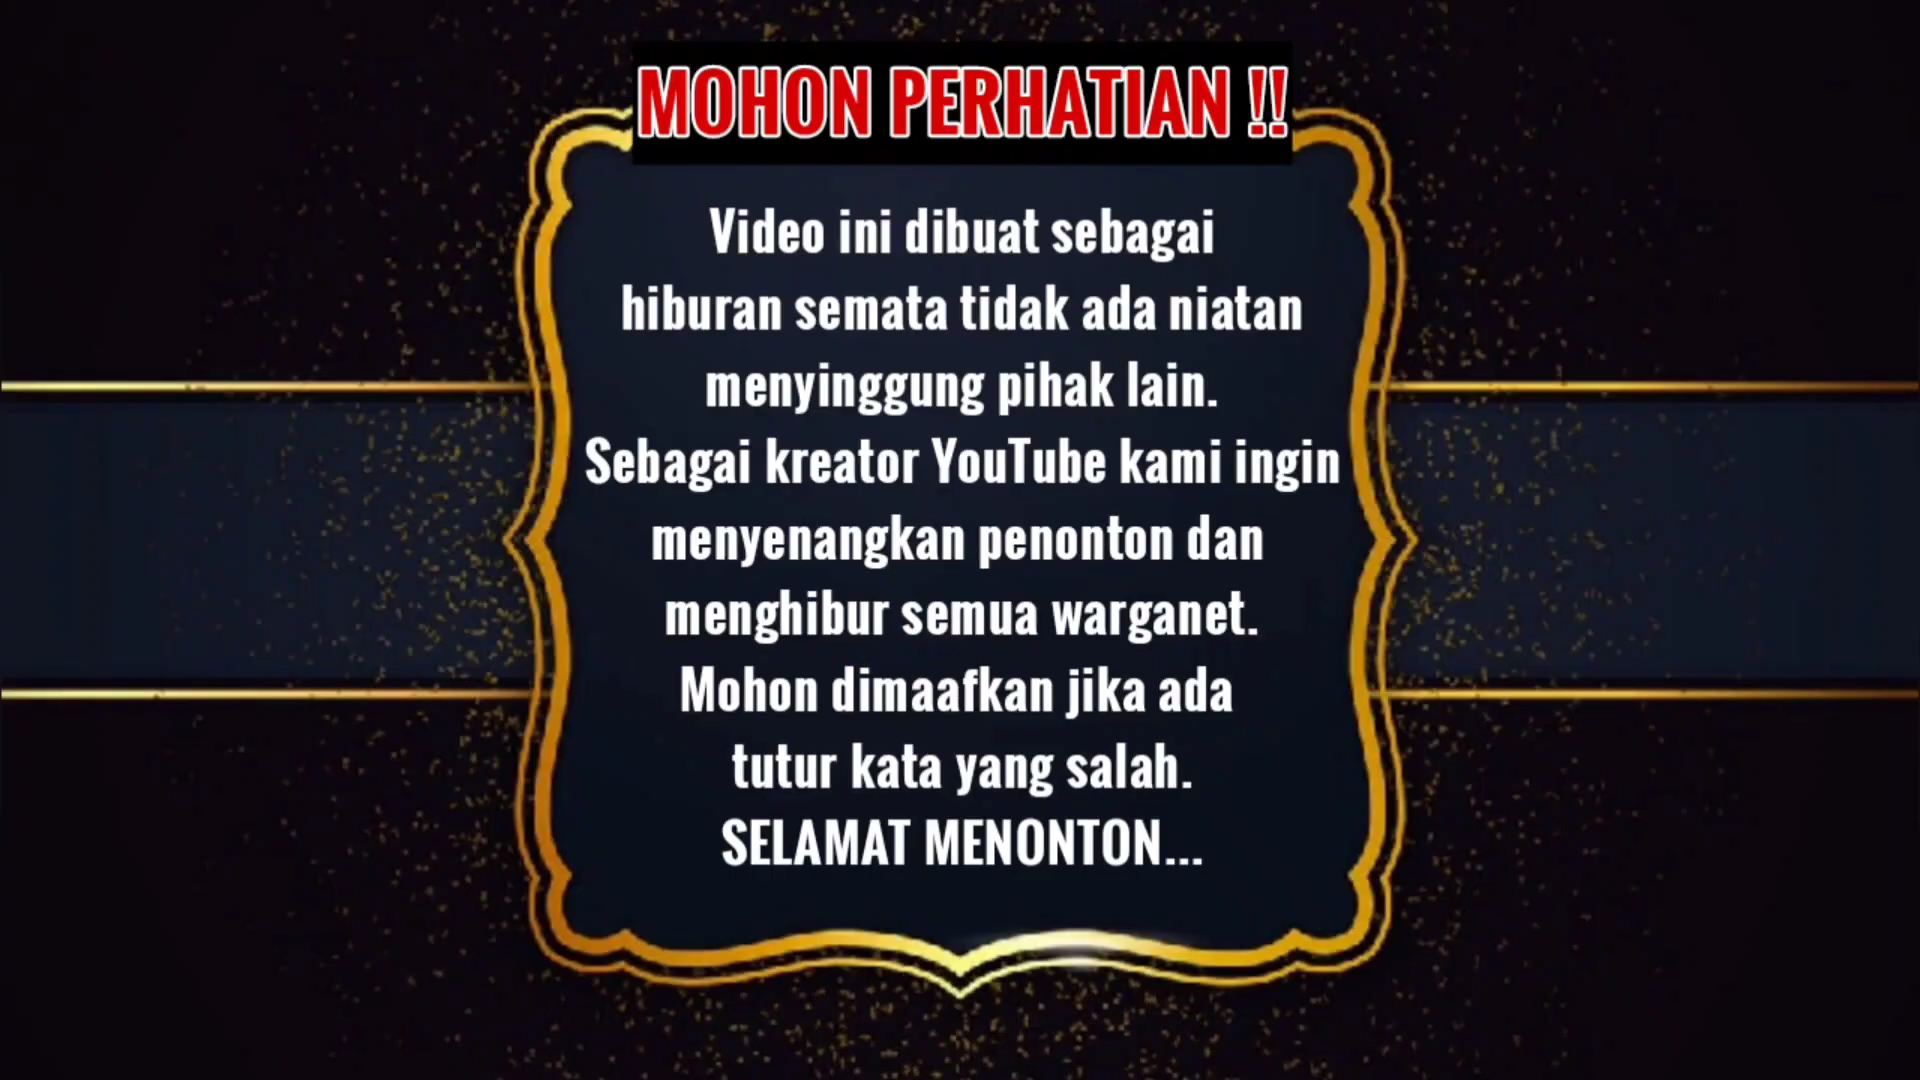 MOHON PERHATIAN !!
Video ini dibuat sebagai
hiburan semata tidak ada niatan
menyinggung pihak lain.
Sebagai kreator YouTube kami ingin
menyenangkan penonton dan
menghibur semua warganet.
Mohon dimaafkan jika ada
tutur kata yang salah.
SELAMAT MENONTON...